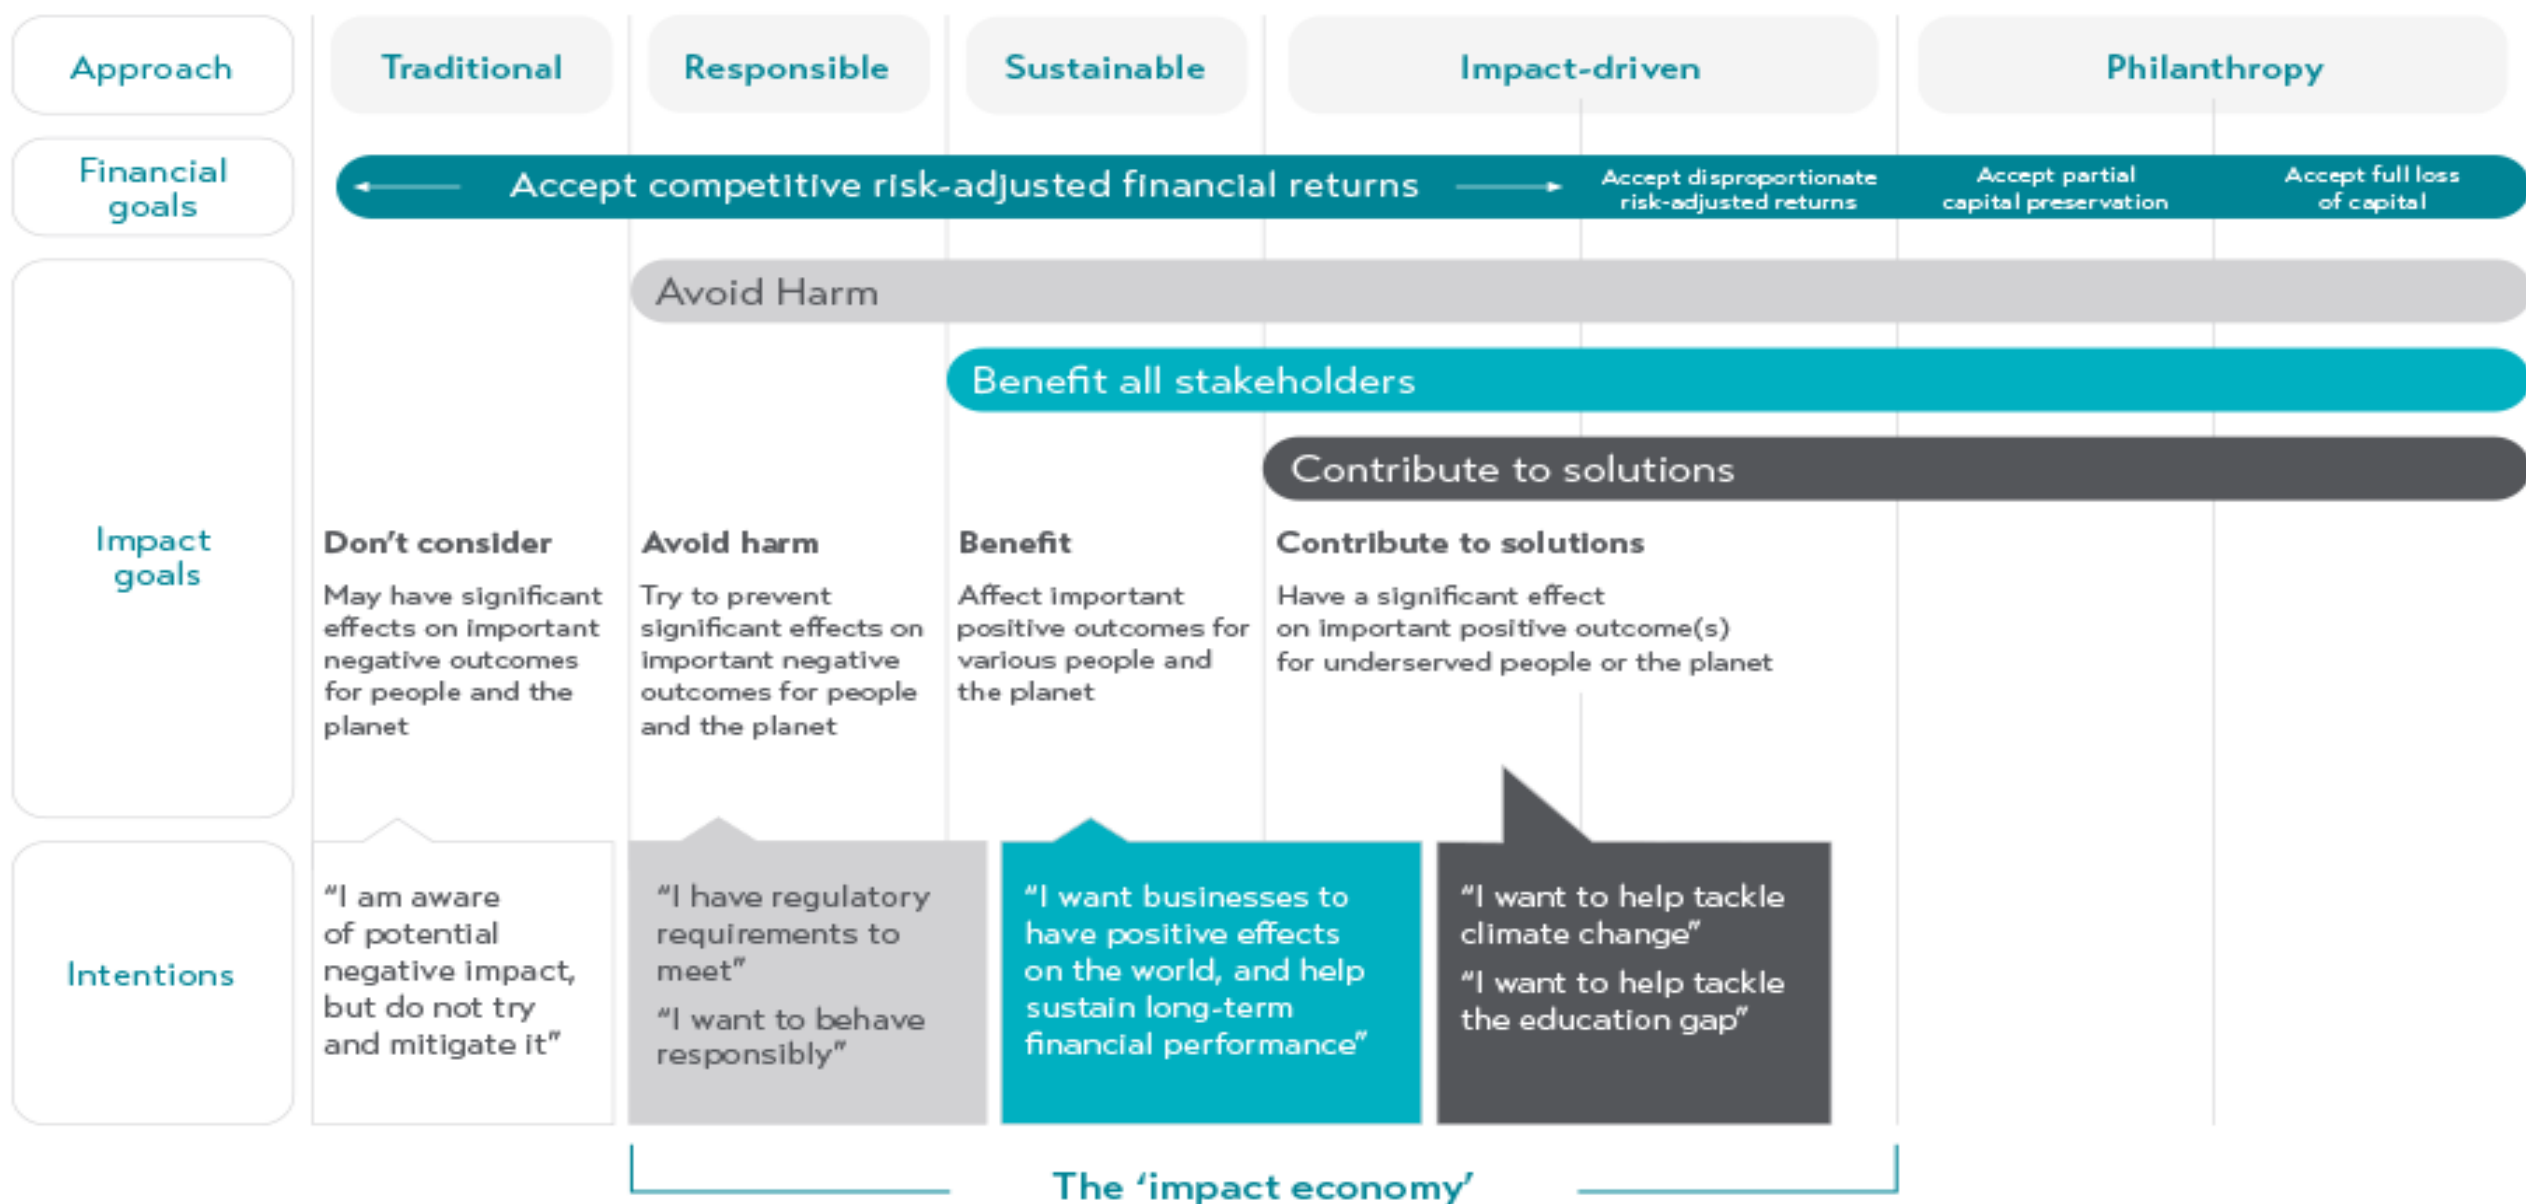 Approach
Traditional
Responsible
Sustainable
Impact-driven
Philanthropy
Financial
goals
Accept competitive risk-adjusted financial returns
Accept disproportionate
risk-adjusted returns
Accept partial
capital preservation
Accept full loss
of capital
Impact
goals
Avoid Harm
Benefit all stakeholders
Contribute to solutions
Don't consider
May have significant
effects on important
negative outcomes
for people and the
planet
Avoid harm
Try to prevent
significant effects on
important negative
outcomes for people
and the planet
Benefit
Affect important
positive outcomes for
various people and
the planet
Contribute to solutions
Have a significant effect
on important positive outcome(s)
for underserved people or the planet
Intentions
“I am aware
of potential
negative impact,
but do not try
and mitigate it”
“I have regulatory
requirements to
meet”
“I want to behave
responsibly”
“I want businesses to
have positive effects
on the world, and help
sustain long-term
financial performance”
“I want to help tackle
climate change”
“I want to help tackle
the education gap”
The ‘impact economy’